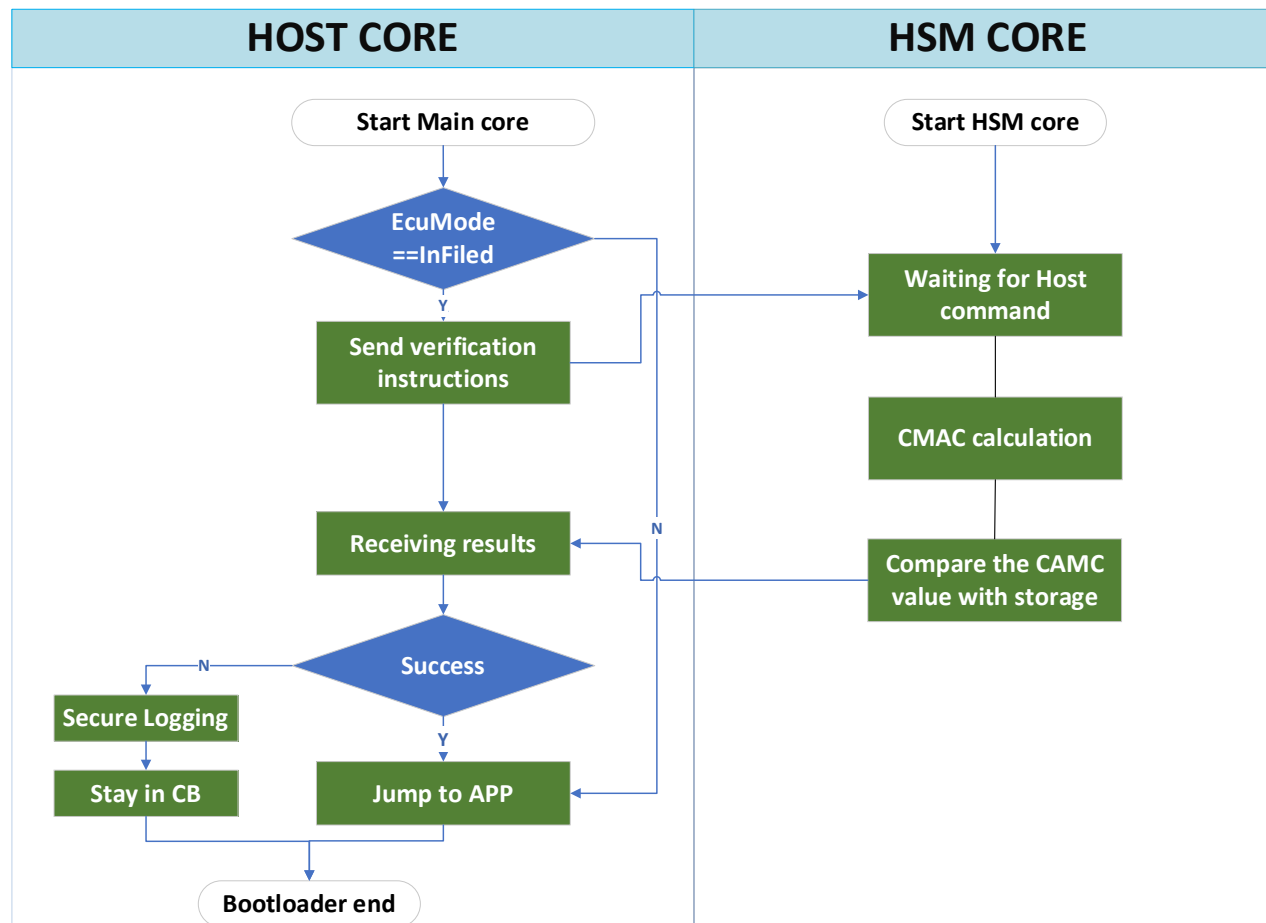 HOST CORE
HSM CORE
Start Main core
Start HSM core
EcuMode
==InFiled
Waiting for Host
command
Y
Send verification
instructions
CMAC calculation
N
Receiving results
Compare the CAMC
value with storage
Success
N
Secure Logging
Y
Stay in CB
Jump to APP
Bootloader end